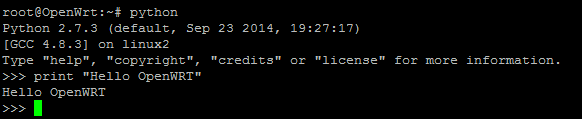 root@OpenWrt:~# python
Python 2.7.3 (default, Sep 23 2014, 19:27:17)
[GCC 4.8.3] on linux2
Type "help", "copyright", "credits" or "license" for more information.
>>> print "Hello OpenWRT"
Hello OpenWRT
>>>